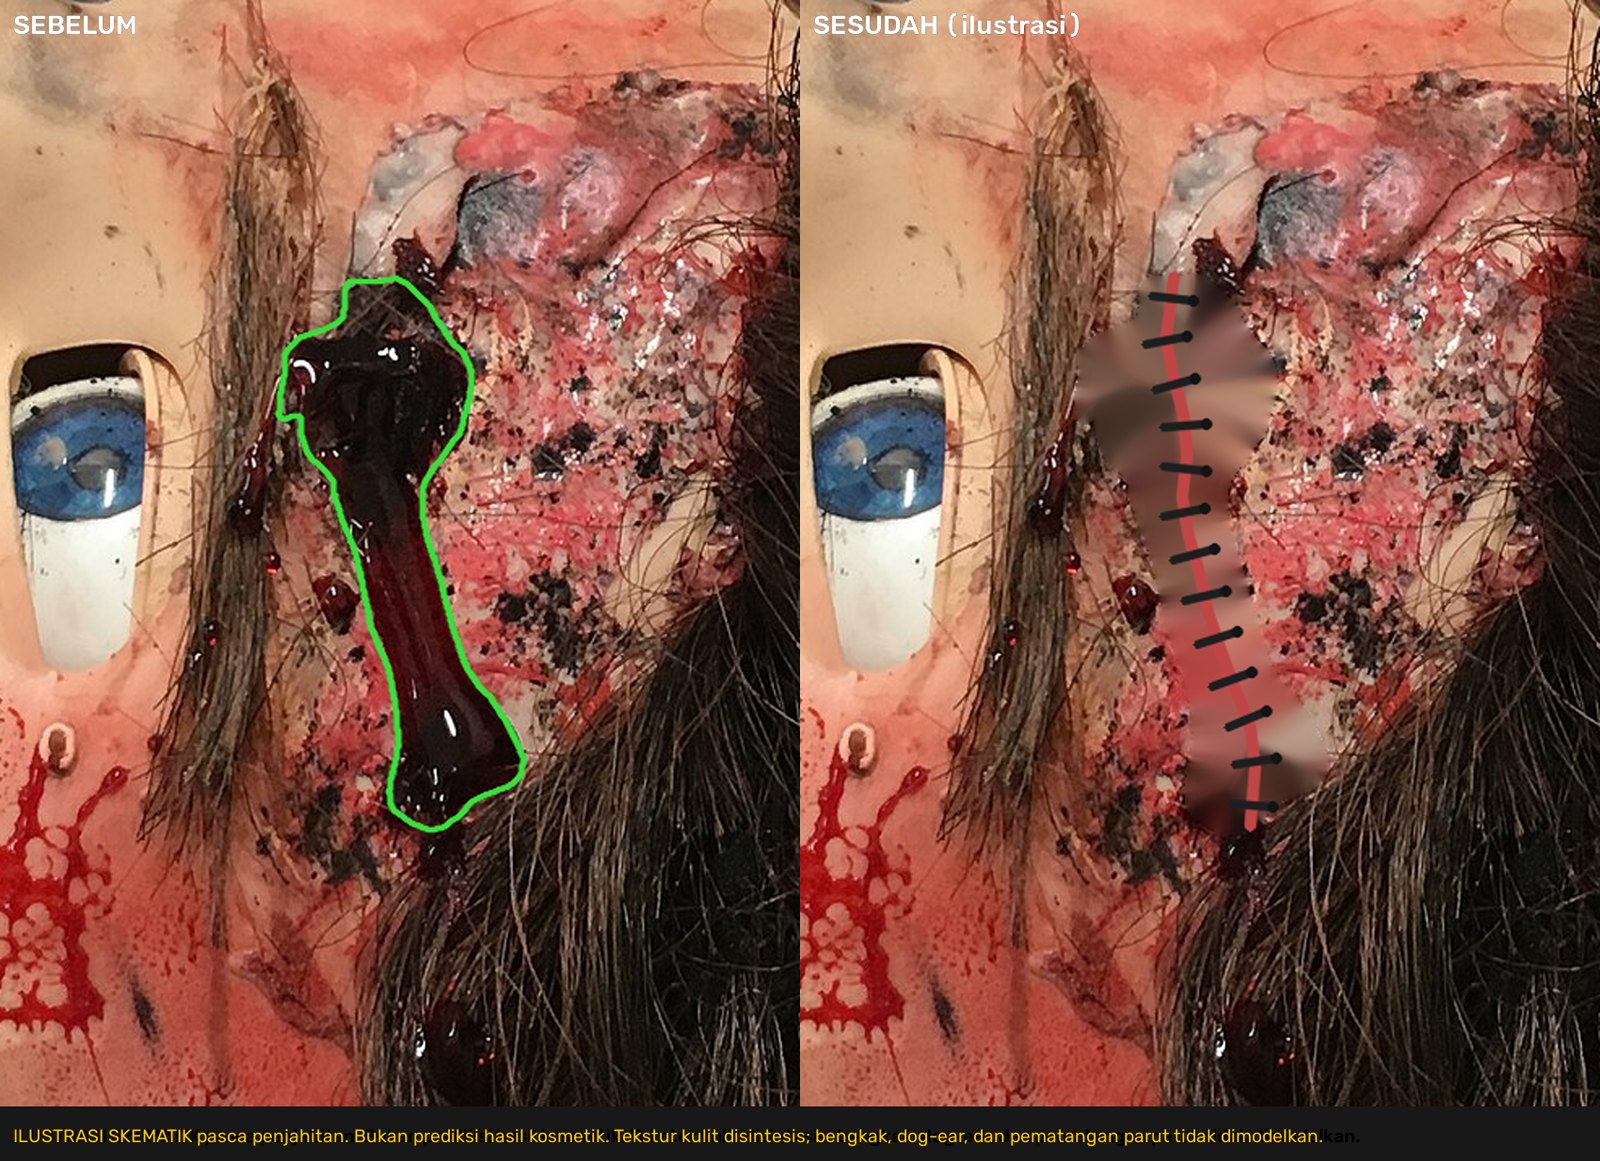 SEBELUM
SESUDAH (ilustrasi)
ILUSTRASI SKEMATIK pasca penjahitan. Bukan prediksi hasil kosmetik. Tekstur kulit disintesis; bengkak, dog-ear, dan pematangan parut tidak dimodelkan.